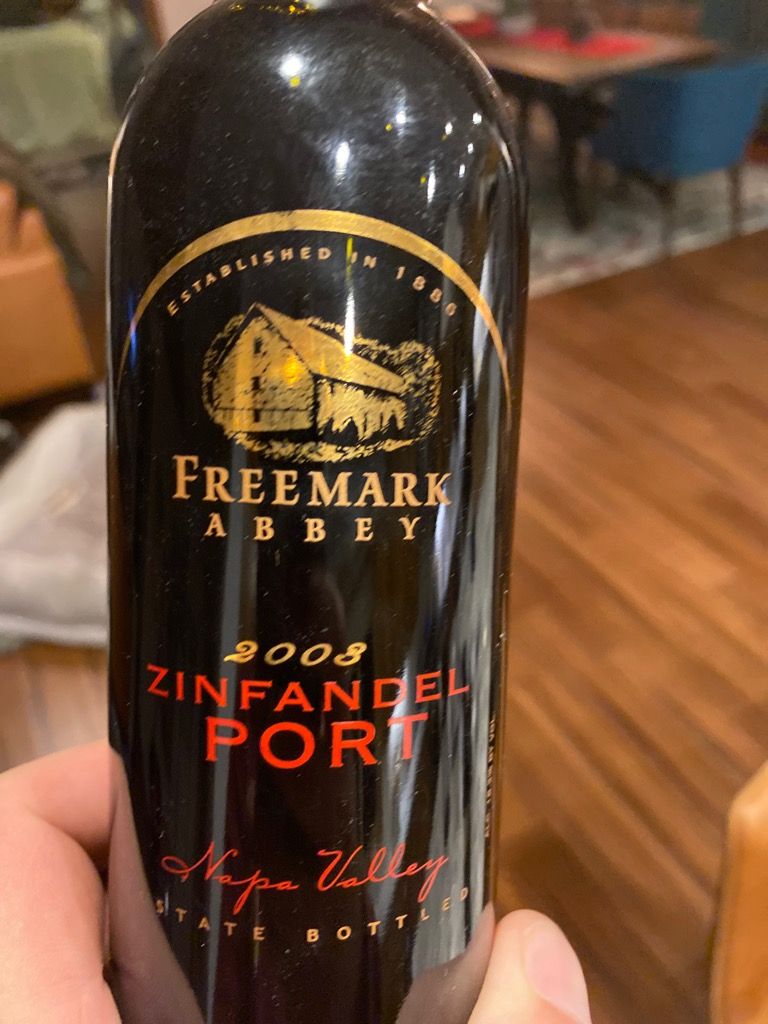 ESTABLISHED IN 1886
FREEMARK
ABBEY
2003
ZINFANDEL
PORT
Napa Valley
STATE BOTTLED